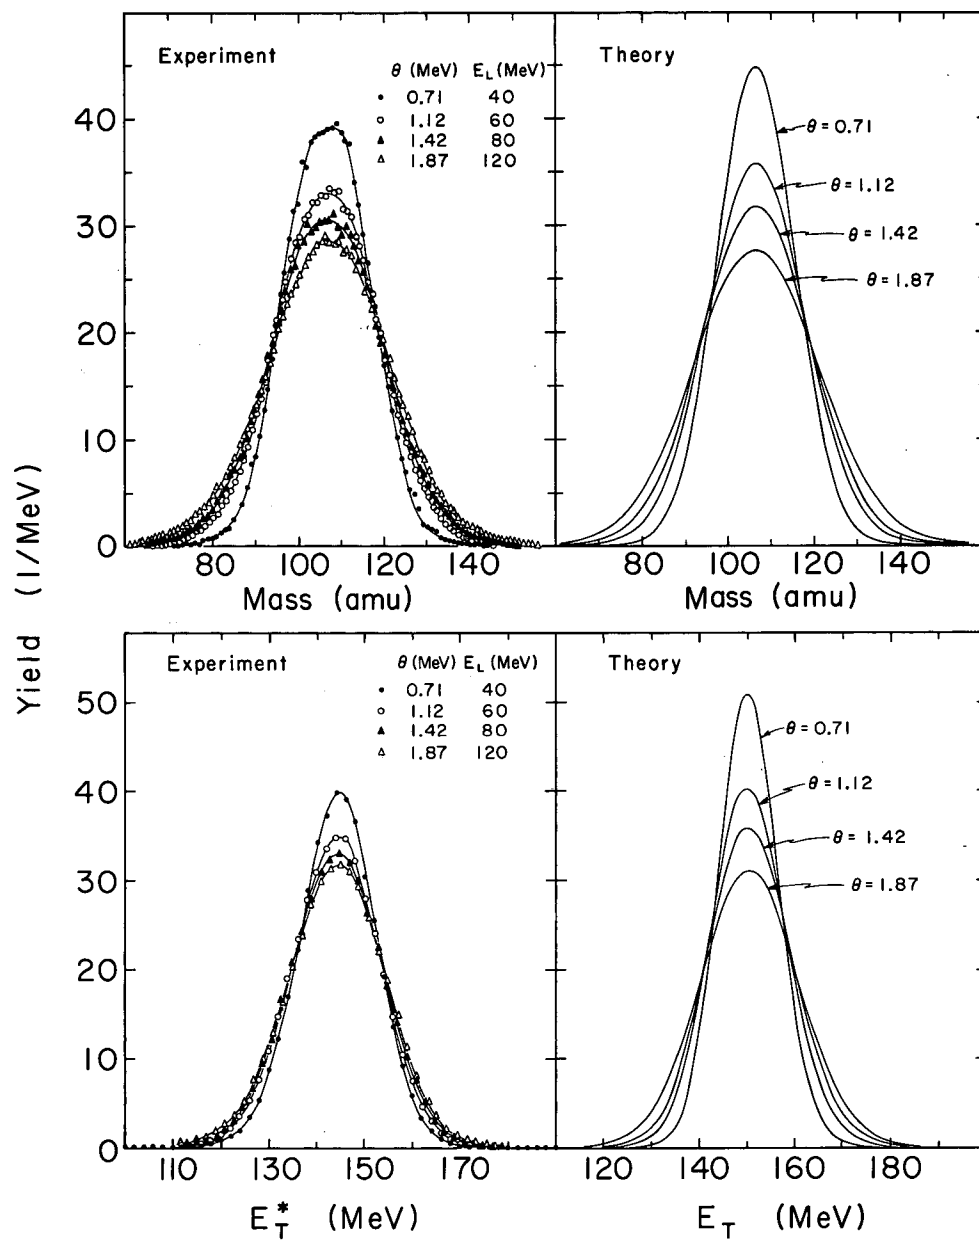 Experiment
θ (MeV) E_L (MeV)
0.71 40
1.12 60
1.42 80
1.87 120
40
30
20
10
0
80 100 120 140
Mass (amu)
Theory
θ = 0.71
θ = 1.12
θ = 1.42
θ = 1.87
80 100 120 140
Mass (amu)
Yield (1/MeV)
Experiment
θ (MeV) E_L (MeV)
0.71 40
1.12 60
1.42 80
1.87 120
50
40
30
20
10
0
110 130 150 170
E*_T (MeV)
Theory
θ = 0.71
θ = 1.12
θ = 1.42
θ = 1.87
120 140 160 180
E_T (MeV)